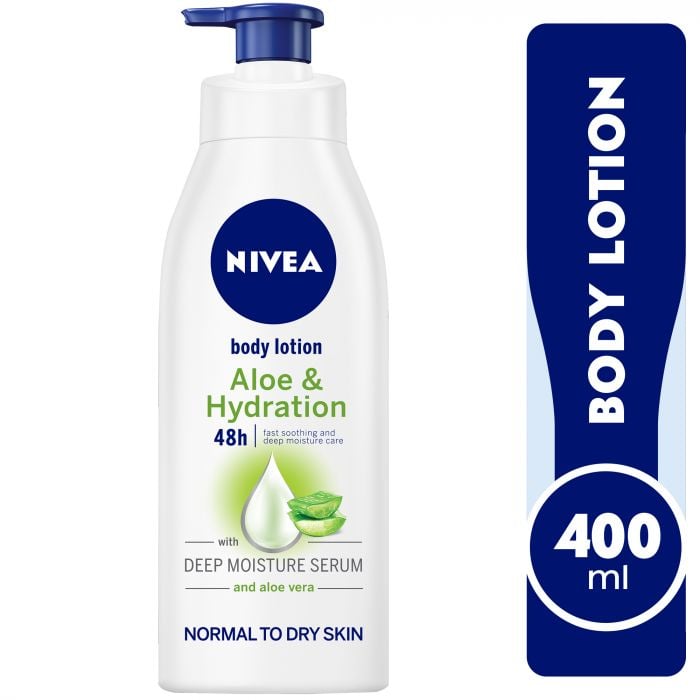 NIVEA
body lotion
Aloe &
Hydration
48h
fast soothing and
deep moisture care
with
DEEP MOISTURE SERUM
and aloe vera
NORMAL TO DRY SKIN
BODY LOTION
400
ml